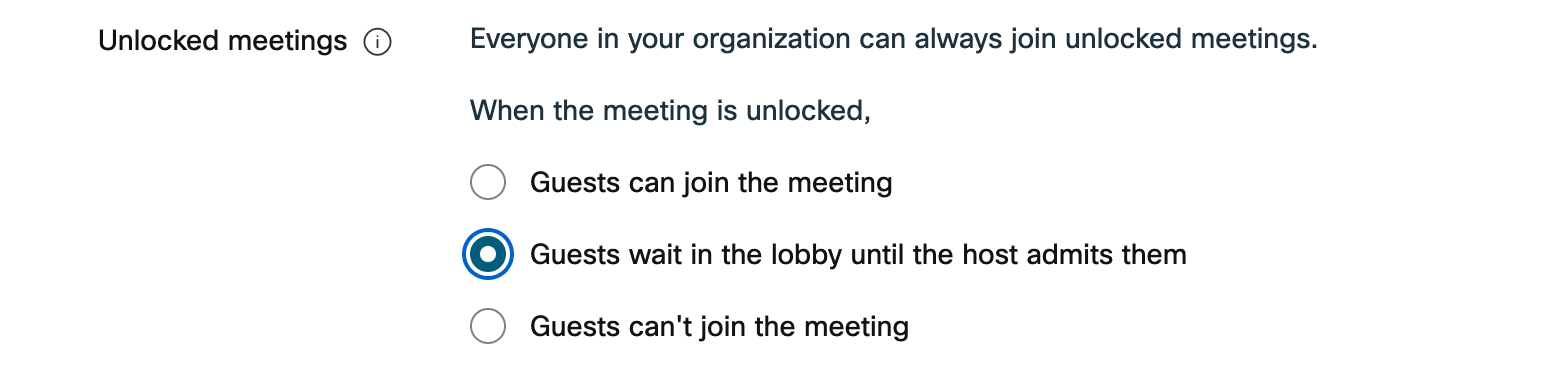 Unlocked meetings
Everyone in your organization can always join unlocked meetings.
When the meeting is unlocked,
Guests can join the meeting
Guests wait in the lobby until the host admits them
Guests can't join the meeting